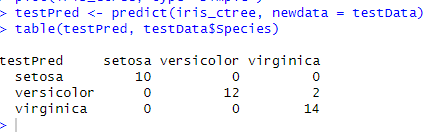 > testPred <- predict(iris_ctree, newdata = testData)
> table(testPred, testData$Species)
testPred setosa versicolor virginica
setosa 10 0 0
versicolor 0 12 2
virginica 0 0 14
>